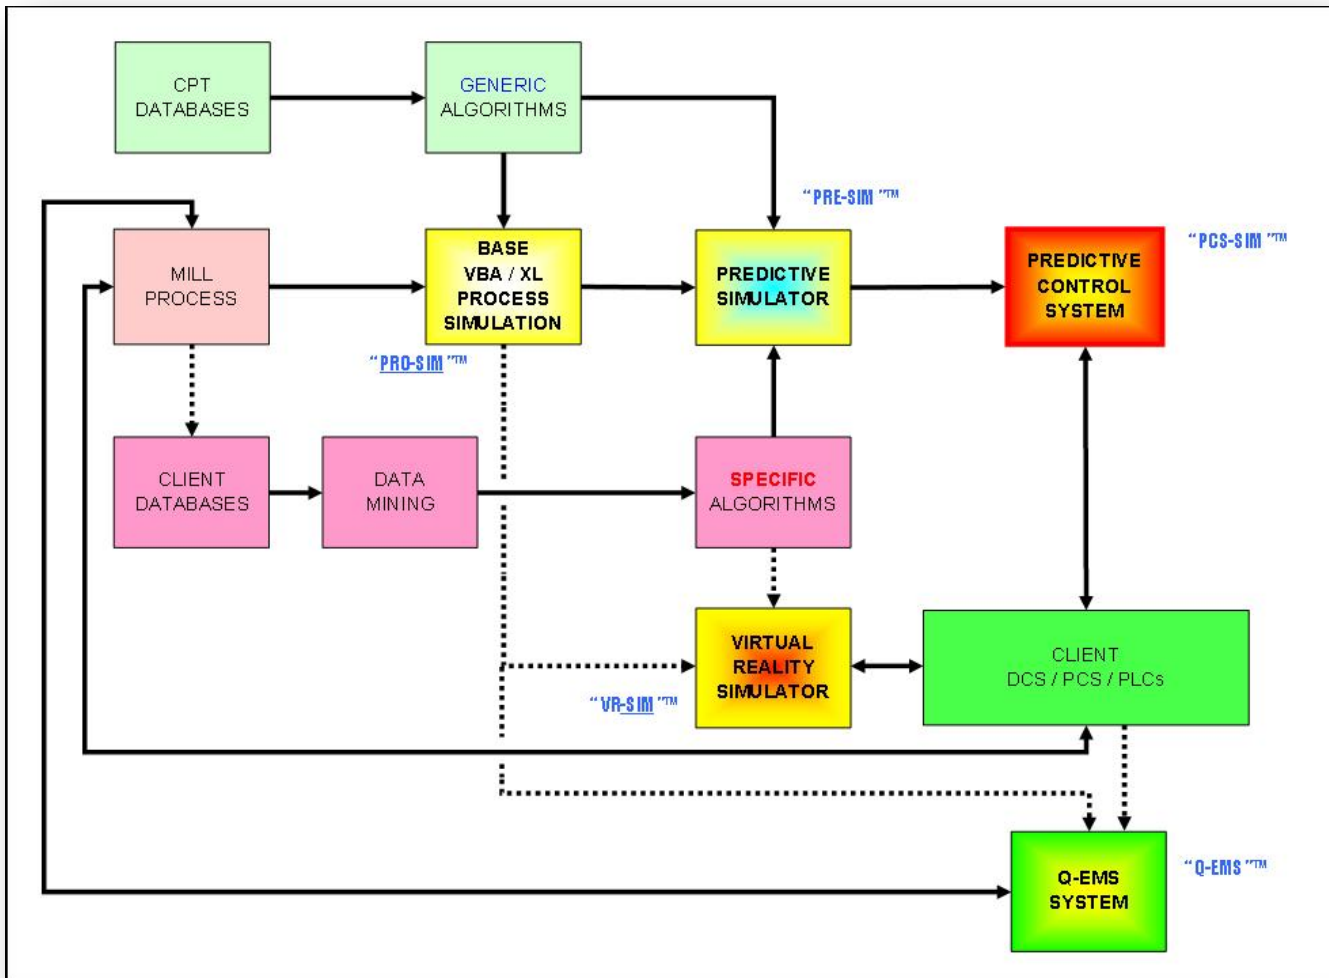 CPT
DATABASES
GENERIC
ALGORITHMS
“PRE-SIM”™
MILL
PROCESS
BASE
VBA / XL
PROCESS
SIMULATION
PREDICTIVE
SIMULATOR
PREDICTIVE
CONTROL
SYSTEM
“PCS-SIM”™
“PRO-SIM”™
CLIENT
DATABASES
DATA
MINING
SPECIFIC
ALGORITHMS
VIRTUAL
REALITY
SIMULATOR
CLIENT
DCS / PCS / PLCs
“VR-SIM”™
Q-EMS
SYSTEM
“Q-EMS”™